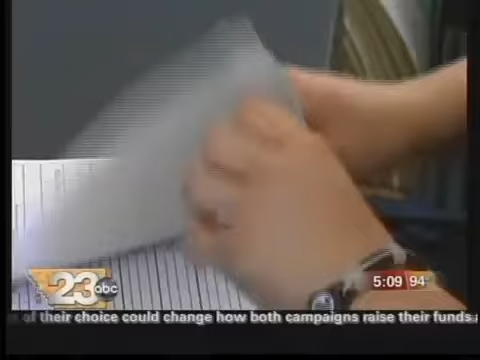 23 abc
5:09 94°
of their choice could change how both campaigns raise their funds